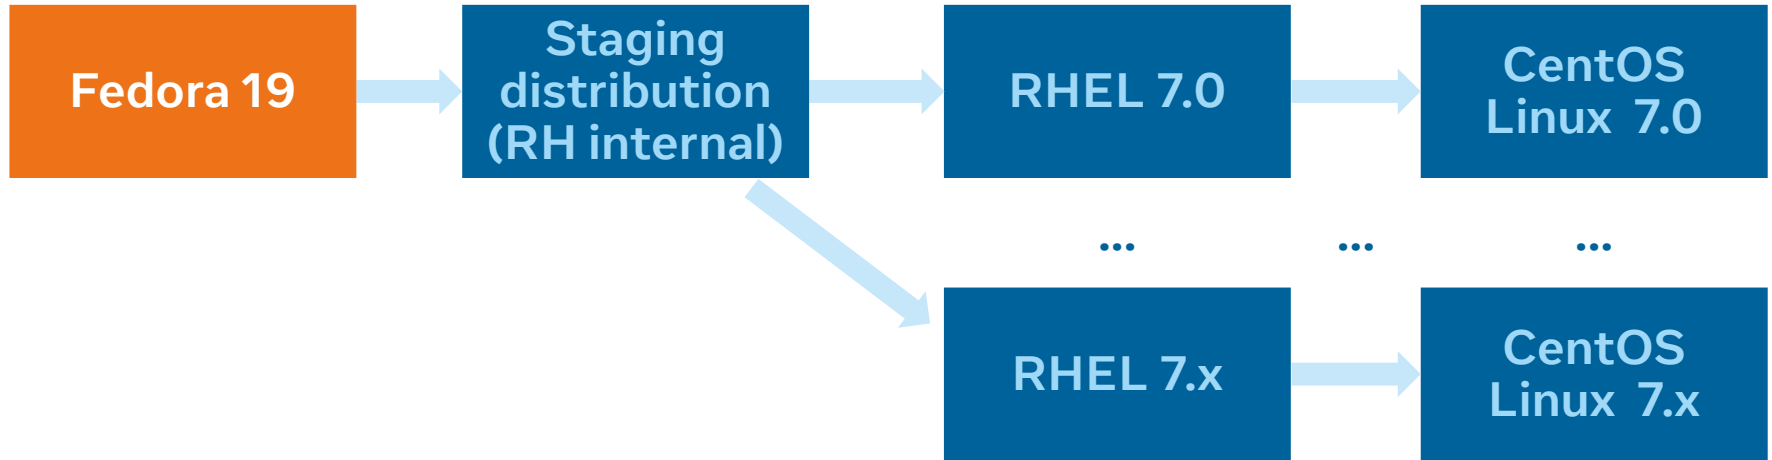 Fedora 19
Staging
distribution
(RH internal)
RHEL 7.0
CentOS
Linux 7.0
...
...
...
RHEL 7.x
CentOS
Linux 7.x